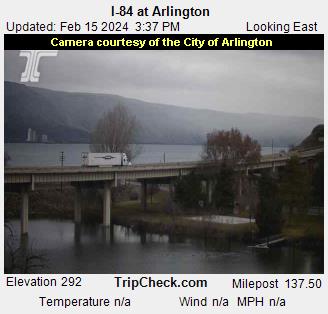 I-84 at Arlington
Updated: Feb 15 2024 3:37 PM Looking East
Camera courtesy of the City of Arlington
Elevation 292 TripCheck.com Milepost 137.50
Temperature n/a Wind n/a MPH n/a